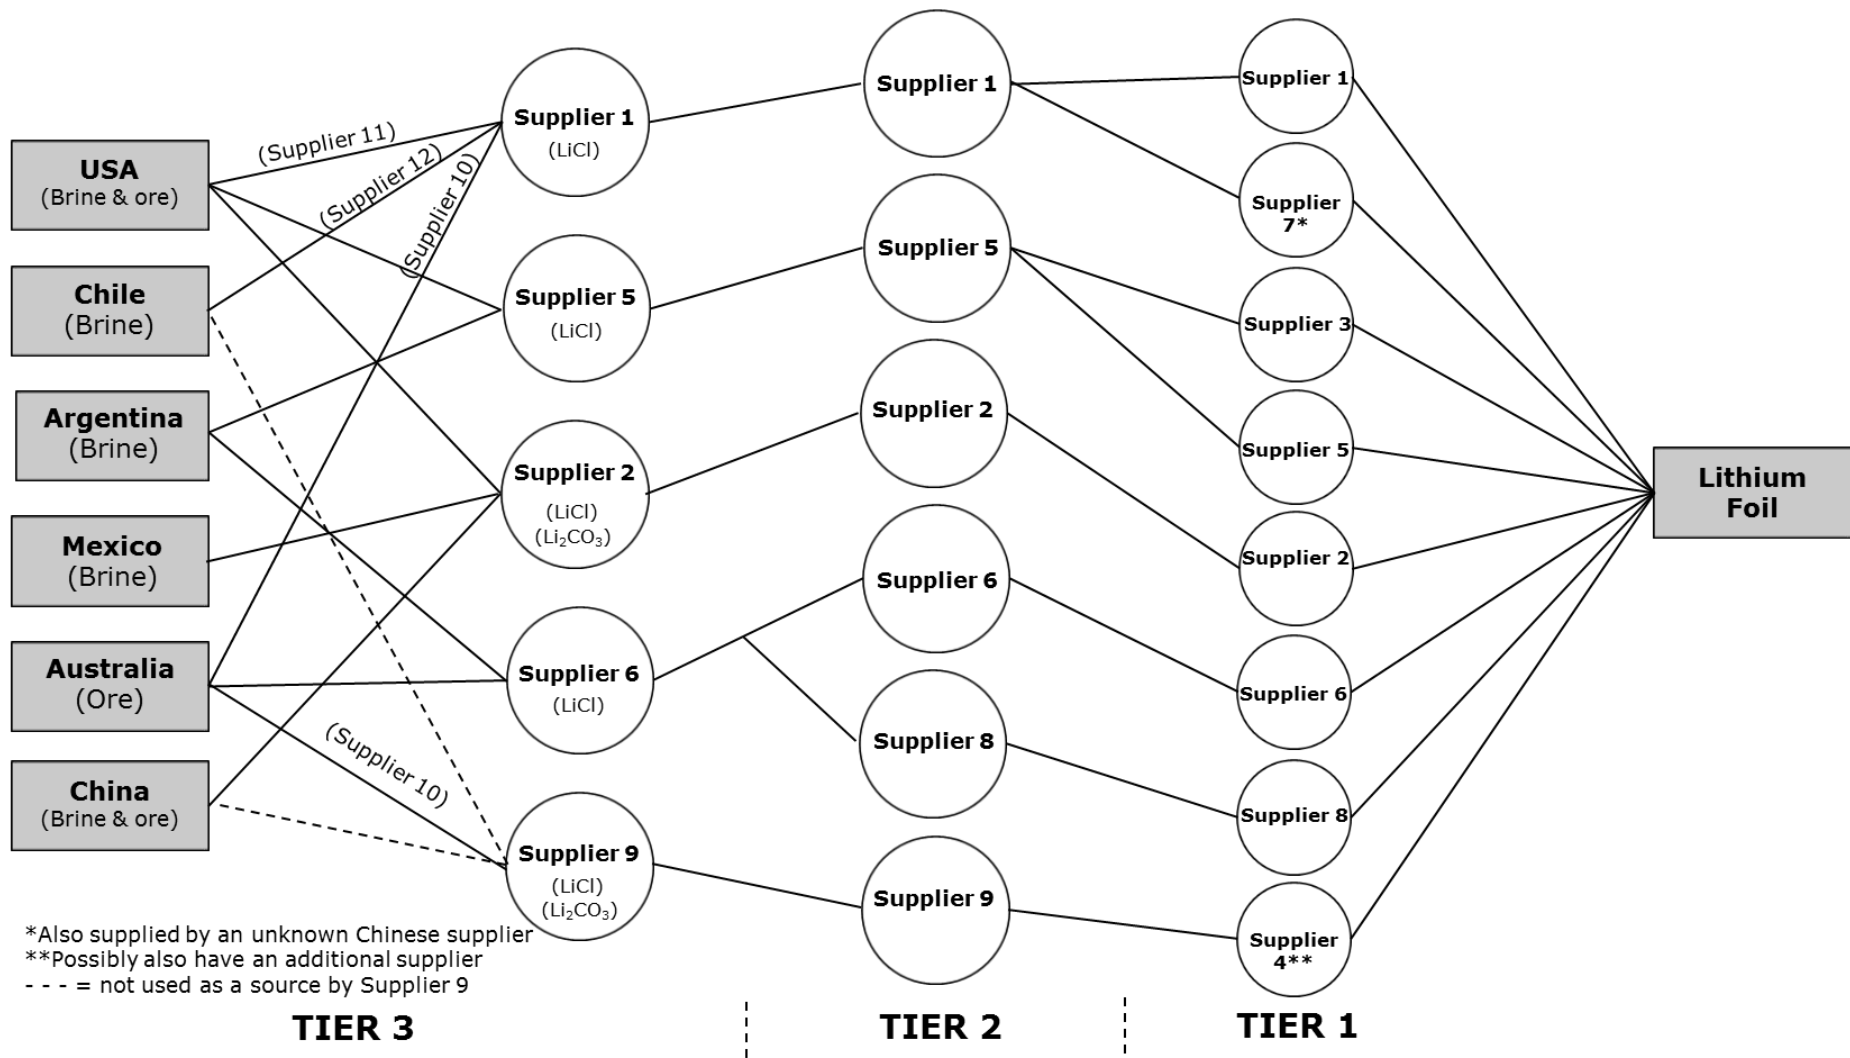 USA
(Brine & ore)
Chile
(Brine)
Argentina
(Brine)
Mexico
(Brine)
Australia
(Ore)
China
(Brine & ore)
(Supplier 11)
(Supplier 12)
(Supplier 10)
(Supplier 10)
Supplier 1
(LiCl)
Supplier 5
(LiCl)
Supplier 2
(LiCl)
(Li₂CO₃)
Supplier 6
(LiCl)
Supplier 9
(LiCl)
(Li₂CO₃)
Supplier 1
Supplier 5
Supplier 2
Supplier 6
Supplier 8
Supplier 9
Supplier 1
Supplier
7*
Supplier 3
Supplier 5
Supplier 2
Supplier 6
Supplier 8
Supplier
4**
Lithium
Foil
*Also supplied by an unknown Chinese supplier
**Possibly also have an additional supplier
- - - = not used as a source by Supplier 9
TIER 3
TIER 2
TIER 1